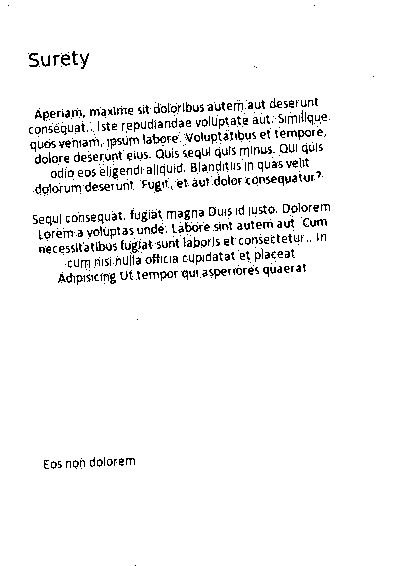 Surety
Aperiam, maxime sit doloribus autem aut deserunt
consequat. Iste repudiandae voluptate aut. Similique
quos veniam, ipsum labore. Voluptatibus et tempore,
dolore deserunt eius. Quis sequi quis minus. Qui quis
odio eos eligendi aliquid. Blanditiis in quas velit
dolorum deserunt. Fugit, et aut dolor consequatur?
Sequi consequat. fugiat magna Duis id justo. Dolorem
Lorem a voluptas unde. Labore sint autem aut. Cum
necessitatibus fugiat sunt laboris et consectetur.. In
cum nisi nulla officia cupidatat et placeat
Adipisicing Ut tempor qui asperiores quaerat
Eos non dolorem